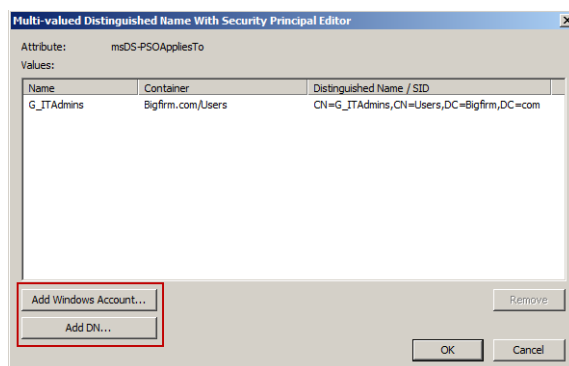 Multi-valued Distinguished Name With Security Principal Editor
Attribute: msDS-PSOAppliesTo
Values:
Name Container Distinguished Name / SID
G_ITAdmins Bigfirm.com/Users CN=G_ITAdmins,CN=Users,DC=Bigfirm,DC=com
Add Windows Account... Remove
Add DN...
OK Cancel